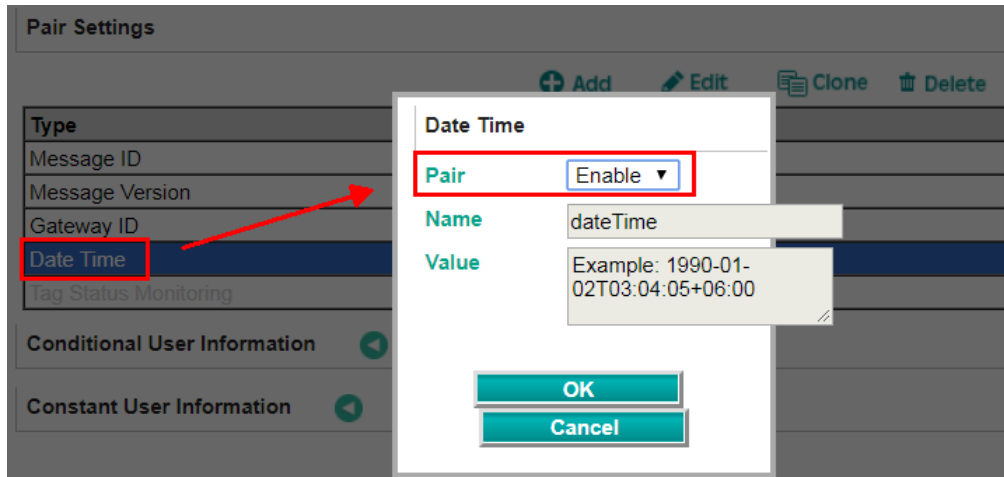 Pair Settings
Add Edit Clone Delete
Type
Message ID
Message Version
Gateway ID
Date Time
Tag Status Monitoring
Conditional User Information
Constant User Information
Date Time
Pair Enable
Name dateTime
Value Example: 1990-01-
02T03:04:05+06:00
OK
Cancel